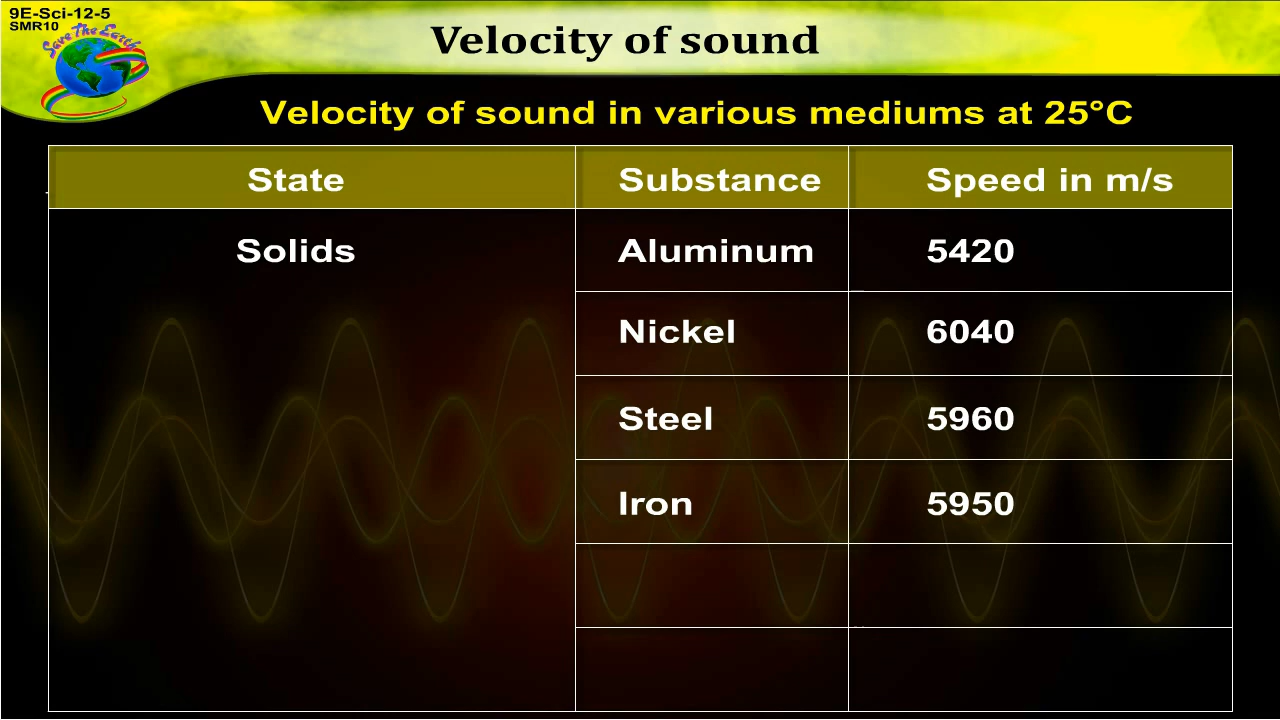 9E-Sci-12-5
SMR10
Save The Earth
Velocity of sound
Velocity of sound in various mediums at 25°C
State Substance Speed in m/s
Solids Aluminum 5420
Nickel 6040
Steel 5960
Iron 5950